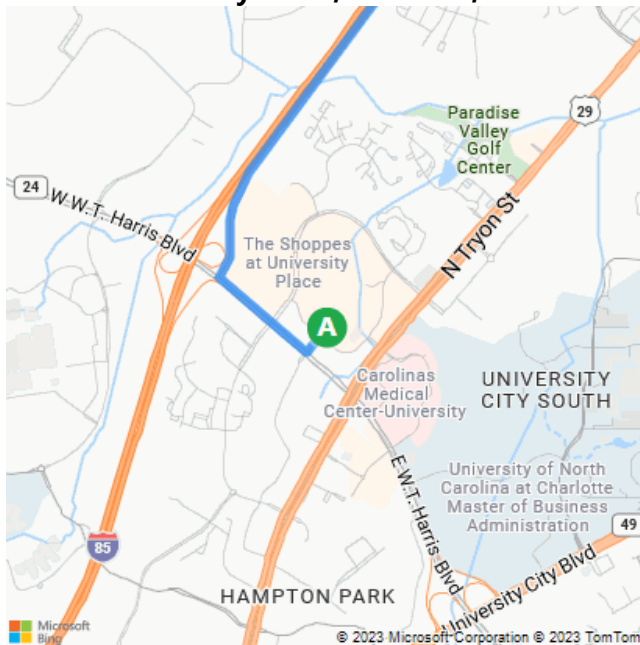 Paradise
Valley
Golf
Center
29
24
W W.T. Harris Blvd
N Tryon St
The Shoppes
at University
Place
A
Carolinas
Medical
Center-University
UNIVERSITY
CITY SOUTH
E W.T. Harris Blvd
University of North
Carolina at Charlotte
Master of Business
Administration
49
85
University City Blvd
HAMPTON PARK
Microsoft
Bing
© 2023 Microsoft Corporation © 2023 TomTom